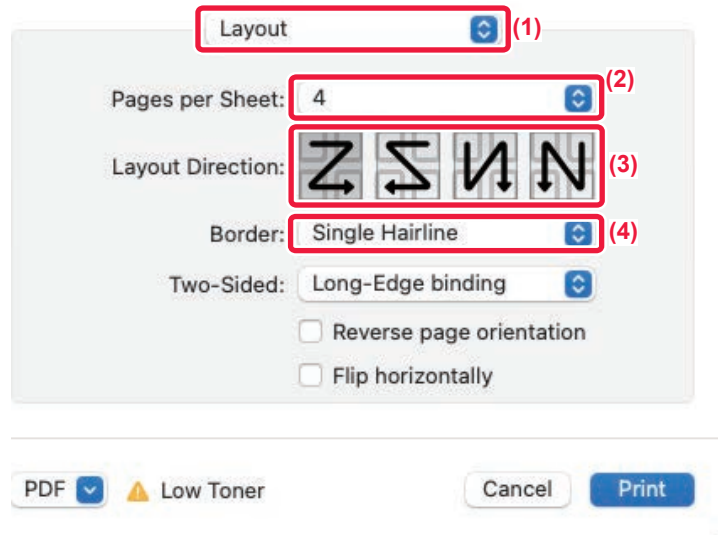 Layout (1)
Pages per Sheet: 4 (2)
Layout Direction: (3)
Border: Single Hairline (4)
Two-Sided: Long-Edge binding
Reverse page orientation
Flip horizontally
PDF Low Toner Cancel Print